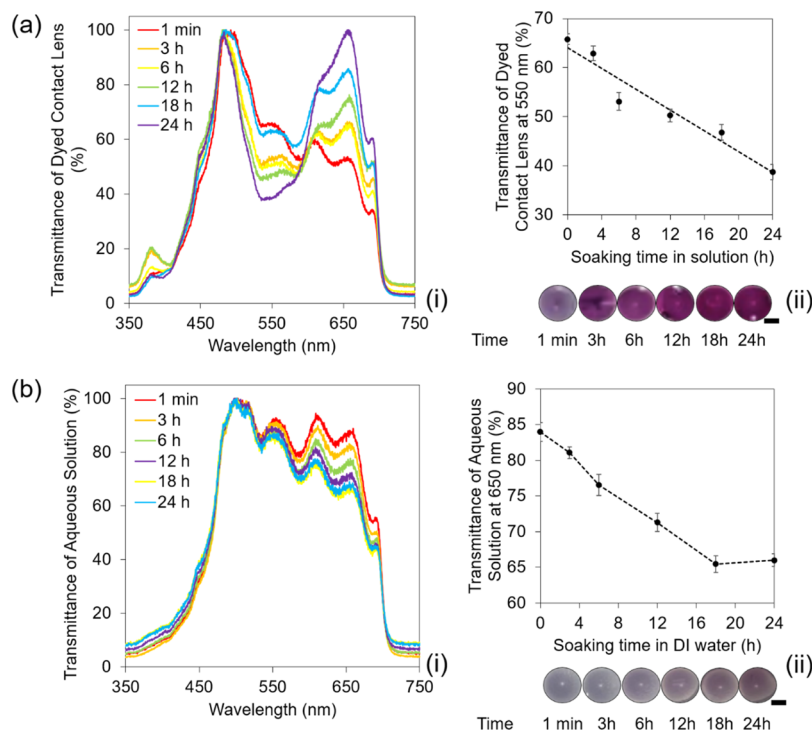 (a)
Transmittance of Dyed Contact Lens
(%)
100
80
60
40
20
0
1 min
3 h
6 h
12 h
18 h
24 h
350 450 550 650 750
Wavelength (nm)
(i)
Transmittance of Dyed
Contact Lens at 550 nm (%)
70
60
50
40
30
0 4 8 12 16 20 24
Soaking time in solution (h)
(ii)
Time 1 min 3h 6h 12h 18h 24h
(b)
Transmittance of Aqueous Solution (%)
100
80
60
40
20
0
1 min
3 h
6 h
12 h
18 h
24 h
350 450 550 650 750
Wavelength (nm)
(i)
Transmittance of Aqueous
Solution at 650 nm (%)
90
85
80
75
70
65
60
0 4 8 12 16 20 24
Soaking time in DI water (h)
(ii)
Time 1 min 3h 6h 12h 18h 24h